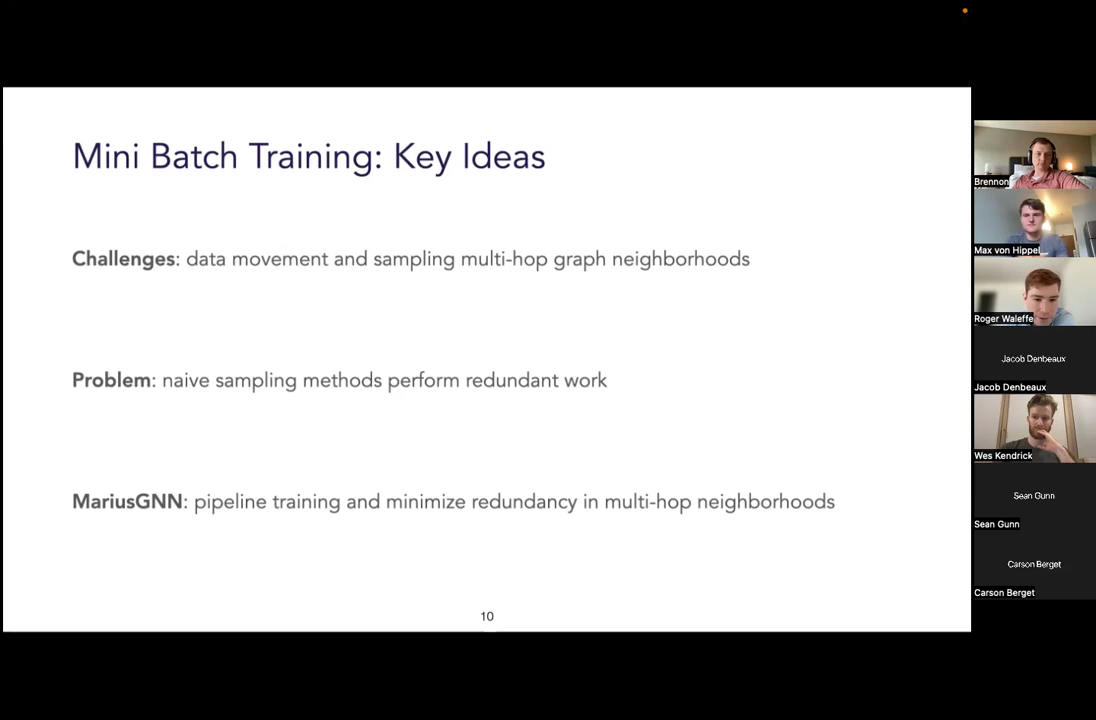 Mini Batch Training: Key Ideas
Challenges: data movement and sampling multi-hop graph neighborhoods
Problem: naive sampling methods perform redundant work
MariusGNN: pipeline training and minimize redundancy in multi-hop neighborhoods
10
Brennon
Max von Hippel
Roger Waleffe
Jacob Denbeaux
Jacob Denbeaux
Wes Kendrick
Sean Gunn
Sean Gunn
Carson Berget
Carson Berget